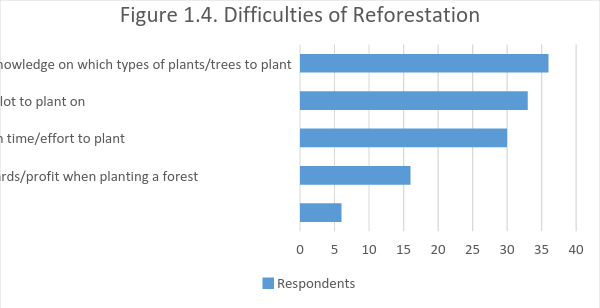 Figure 1.4. Difficulties of Reforestation
nowledge on which types of plants/trees to plant
lot to plant on
time/effort to plant
rds/profit when planting a forest
0 5 10 15 20 25 30 35 40
Respondents